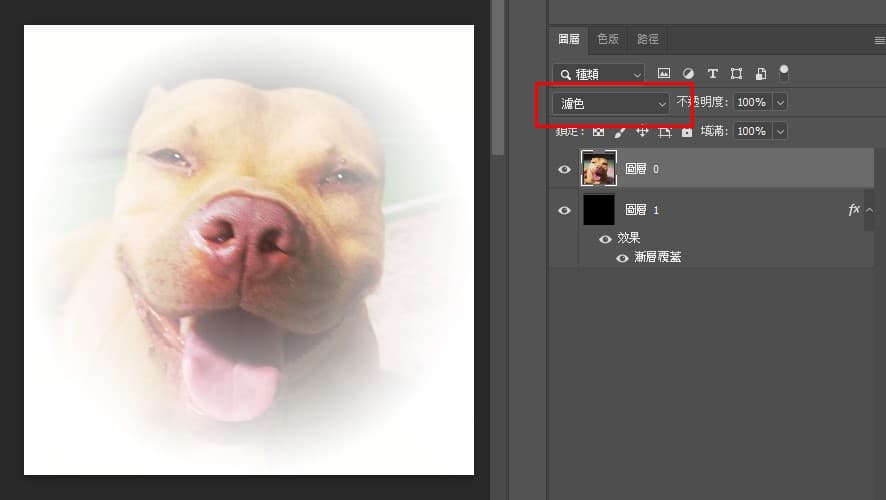 圖層 色版 路徑
種類 T
濾色 不透明度: 100%
鎖定: 填滿: 100%
圖層 0
圖層 1 fx
效果
漸層覆蓋